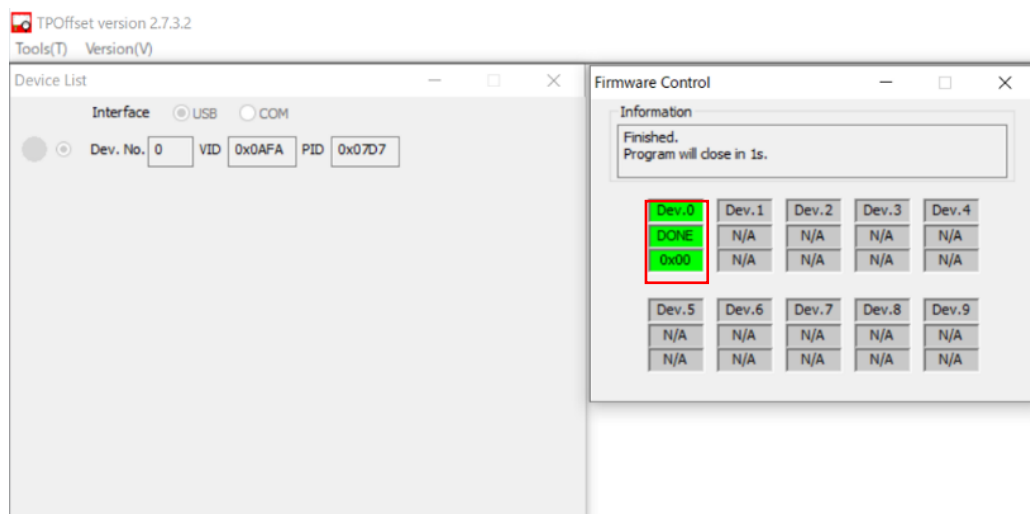 TPOffset version 2.7.3.2
Tools(T) Version(V)
Device List
Interface USB COM
Dev. No. 0 VID 0x0AFA PID 0x07D7
Firmware Control
Information
Finished.
Program will close in 1s.
Dev.0 Dev.1 Dev.2 Dev.3 Dev.4
DONE N/A N/A N/A N/A
0x00 N/A N/A N/A N/A
Dev.5 Dev.6 Dev.7 Dev.8 Dev.9
N/A N/A N/A N/A N/A
N/A N/A N/A N/A N/A